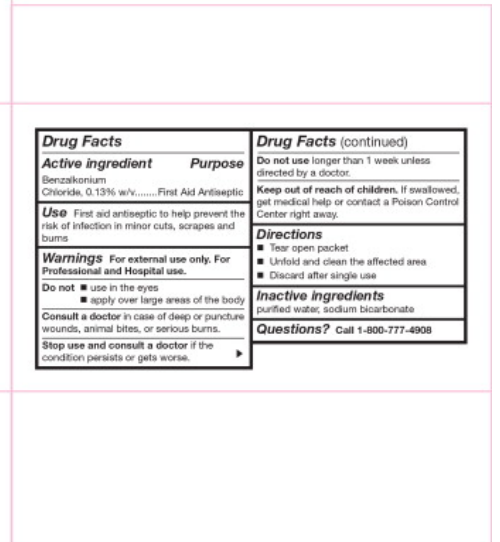 Drug Facts
Active ingredient Purpose
Benzalkonium
Chloride, 0.13% w/v........First Aid Antiseptic
Use First aid antiseptic to help prevent the
risk of infection in minor cuts, scrapes and
burns
Warnings For external use only. For
Professional and Hospital use.
Do not ■ use in the eyes
■ apply over large areas of the body
Consult a doctor in case of deep or puncture
wounds, animal bites, or serious burns.
Stop use and consult a doctor if the
condition persists or gets worse.
Drug Facts (continued)
Do not use longer than 1 week unless
directed by a doctor.
Keep out of reach of children. If swallowed,
get medical help or contact a Poison Control
Center right away.
Directions
■ Tear open packet
■ Unfold and clean the affected area
■ Discard after single use
Inactive ingredients
purified water, sodium bicarbonate
Questions? Call 1-800-777-4908